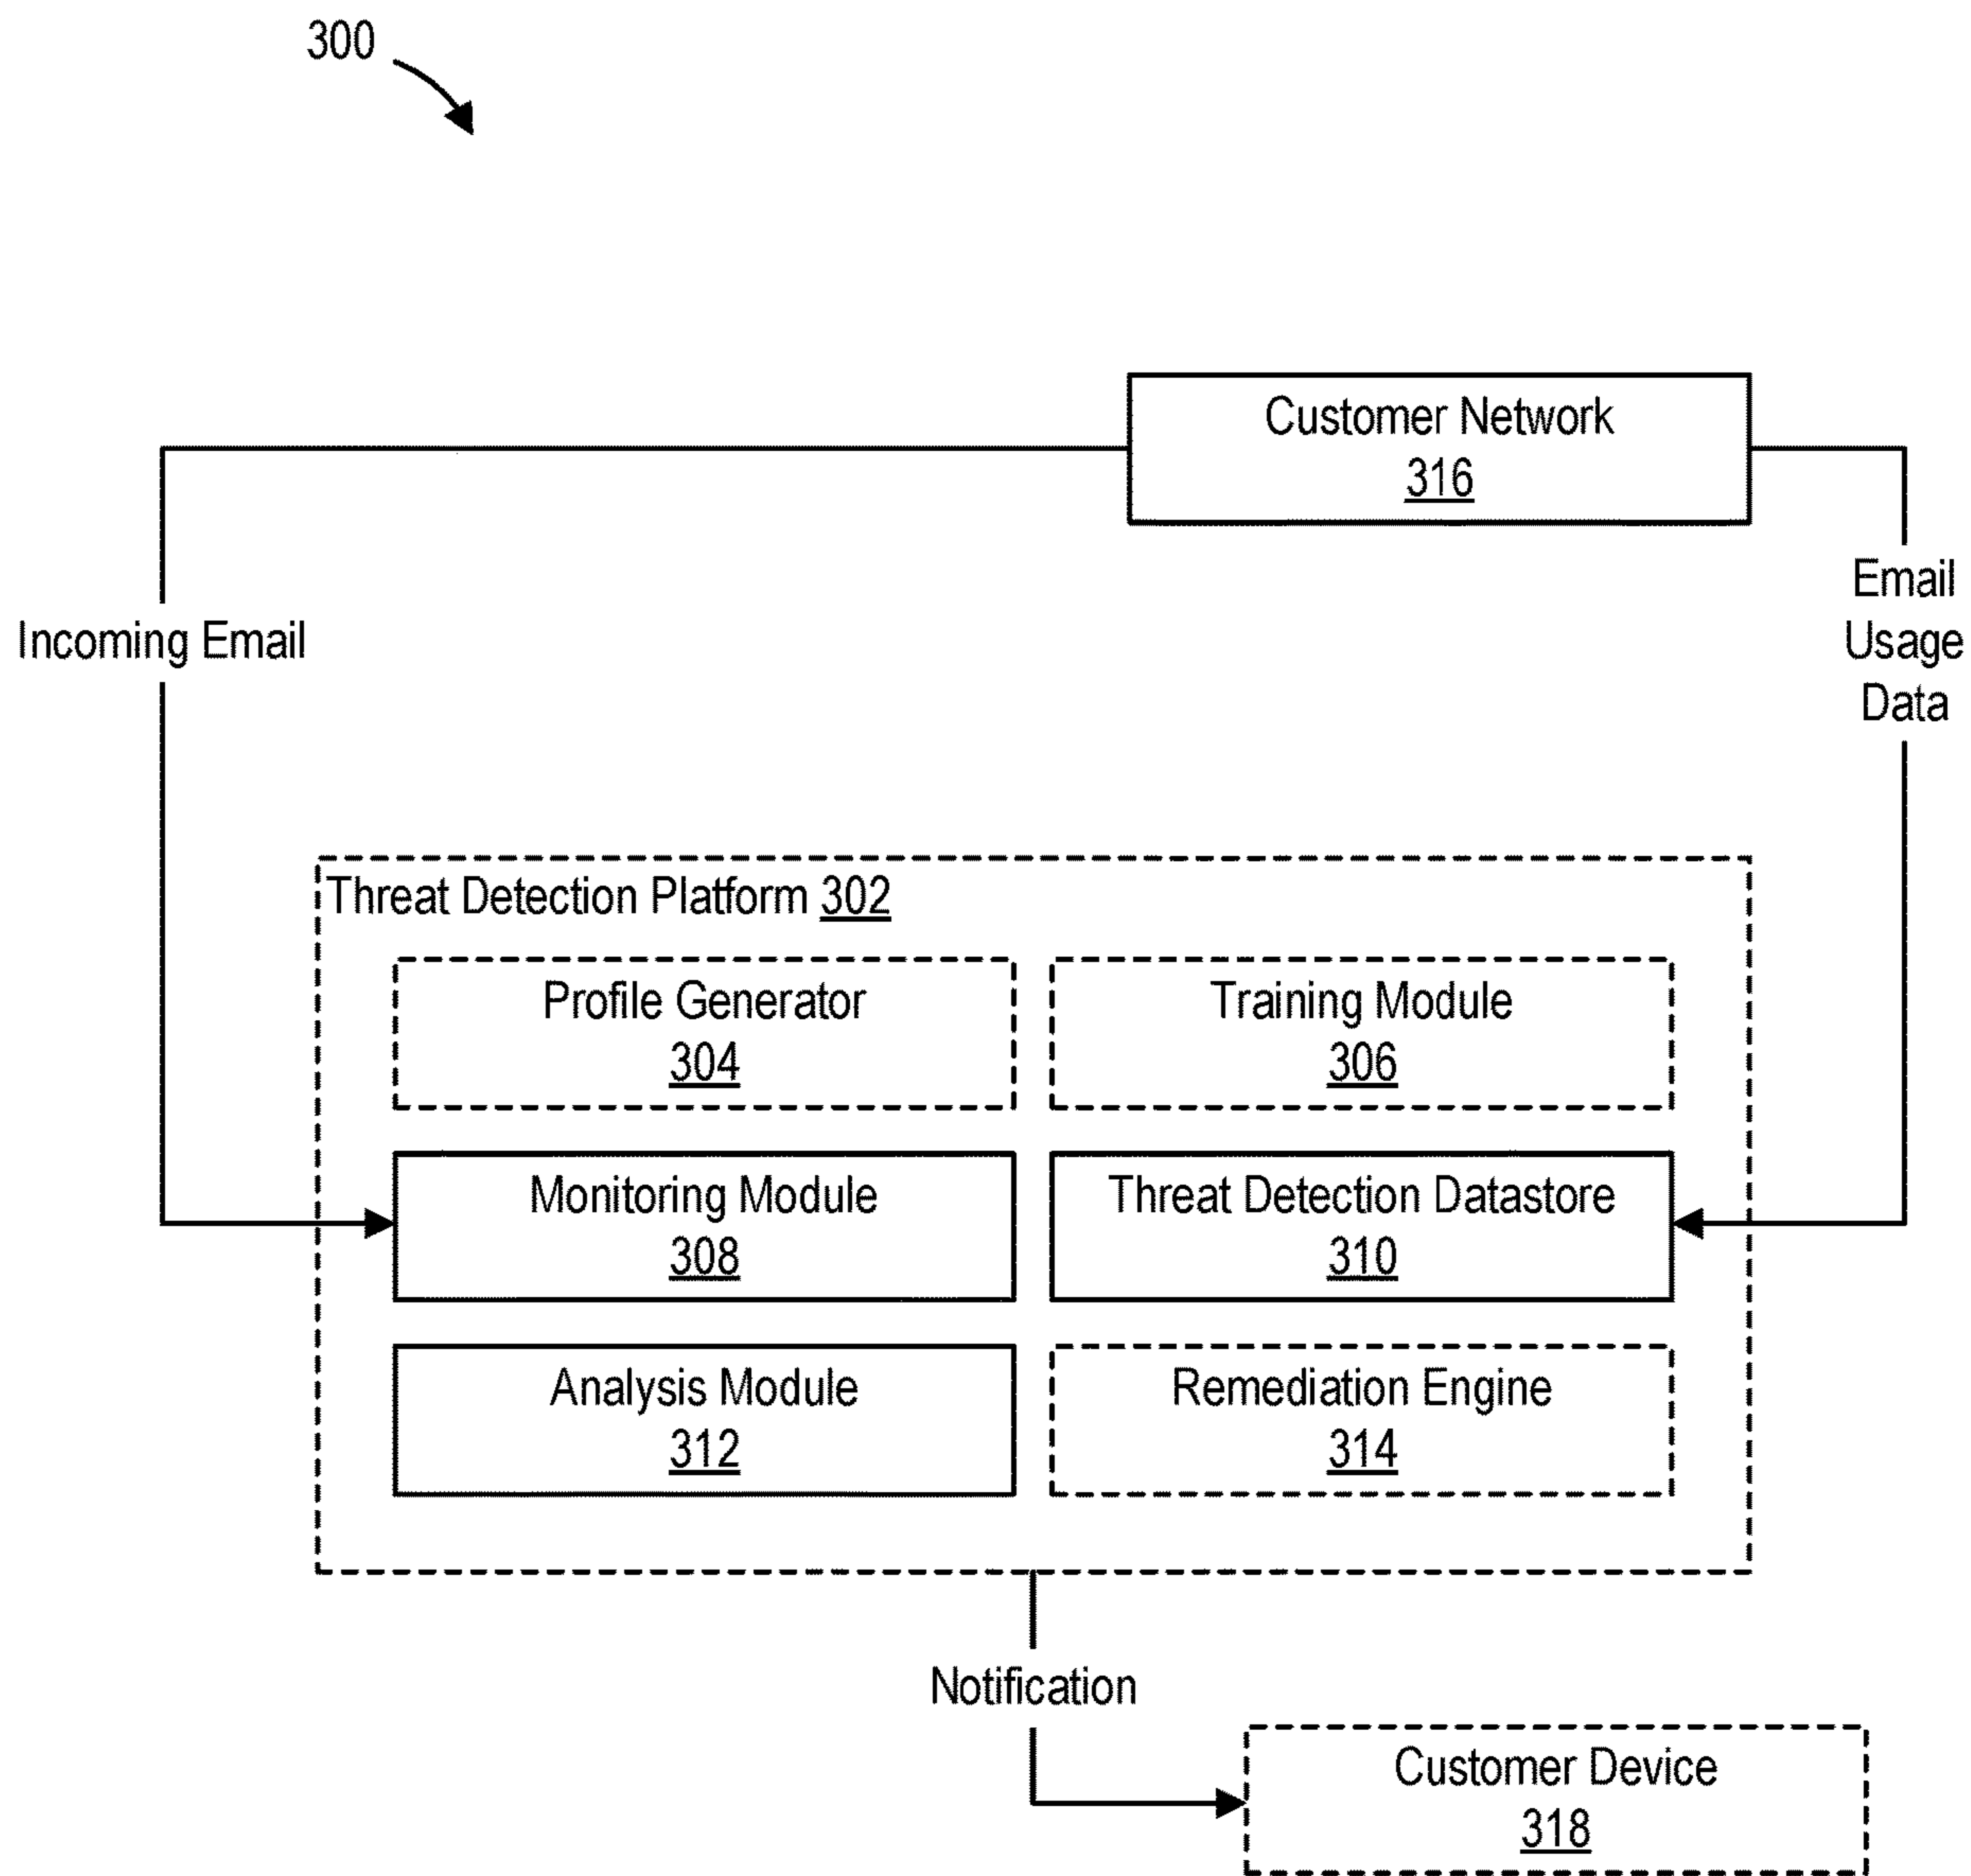 300
Customer Network
316
Incoming Email
Email
Usage
Data
Threat Detection Platform 302
Profile Generator
304
Training Module
306
Monitoring Module
308
Threat Detection Datastore
310
Analysis Module
312
Remediation Engine
314
Notification
Customer Device
318